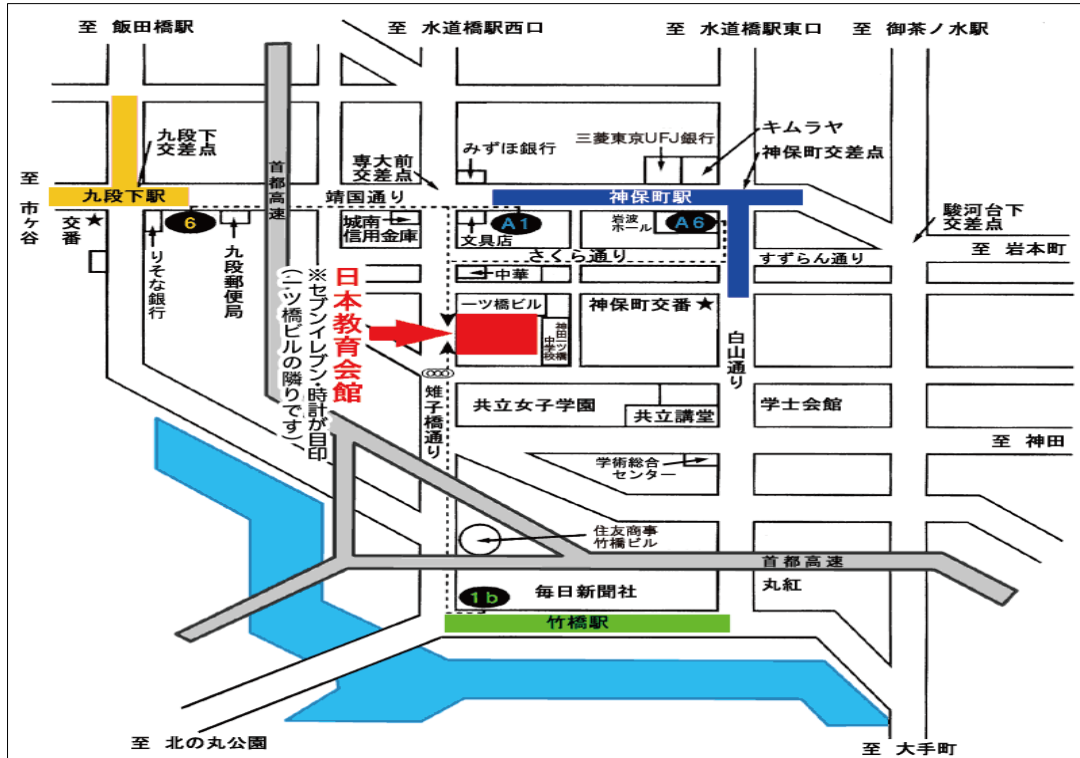 至 飯田橋駅
至 水道橋駅西口
至 水道橋駅東口
至 御茶ノ水駅
九段下
交差点
首都高速
専大前
交差点
みずほ銀行
三菱東京UFJ銀行
キムラヤ
神保町交差点
至 市ヶ谷
九段下駅
靖国通り
神保町駅
交番★
6
城南
信用金庫
A1
文具店
岩波
ホール
A6
駿河台下
交差点
りそな銀行
九段郵便局
さくら通り
すずらん通り
至 岩本町
中華
日本教育会館
※セブンイレブン・時計が目印
(一ツ橋ビルの隣りです)
一ツ橋ビル
神田一ツ橋
中学校
神保町交番★
白山通り
雉子橋通り
共立女子学園
共立講堂
学士会館
至 神田
学術総合
センター
住友商事
竹橋ビル
首都高速
1b
毎日新聞社
丸紅
竹橋駅
至 北の丸公園
至 大手町